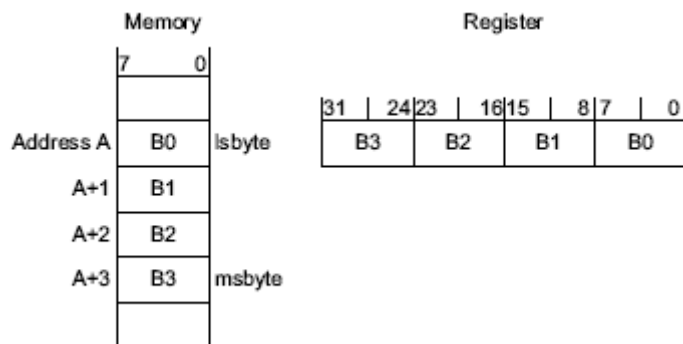 Memory
Register
7 0
31 24 23 16 15 8 7 0
Address A B0 lsbyte
B3 B2 B1 B0
A+1 B1
A+2 B2
A+3 B3 msbyte